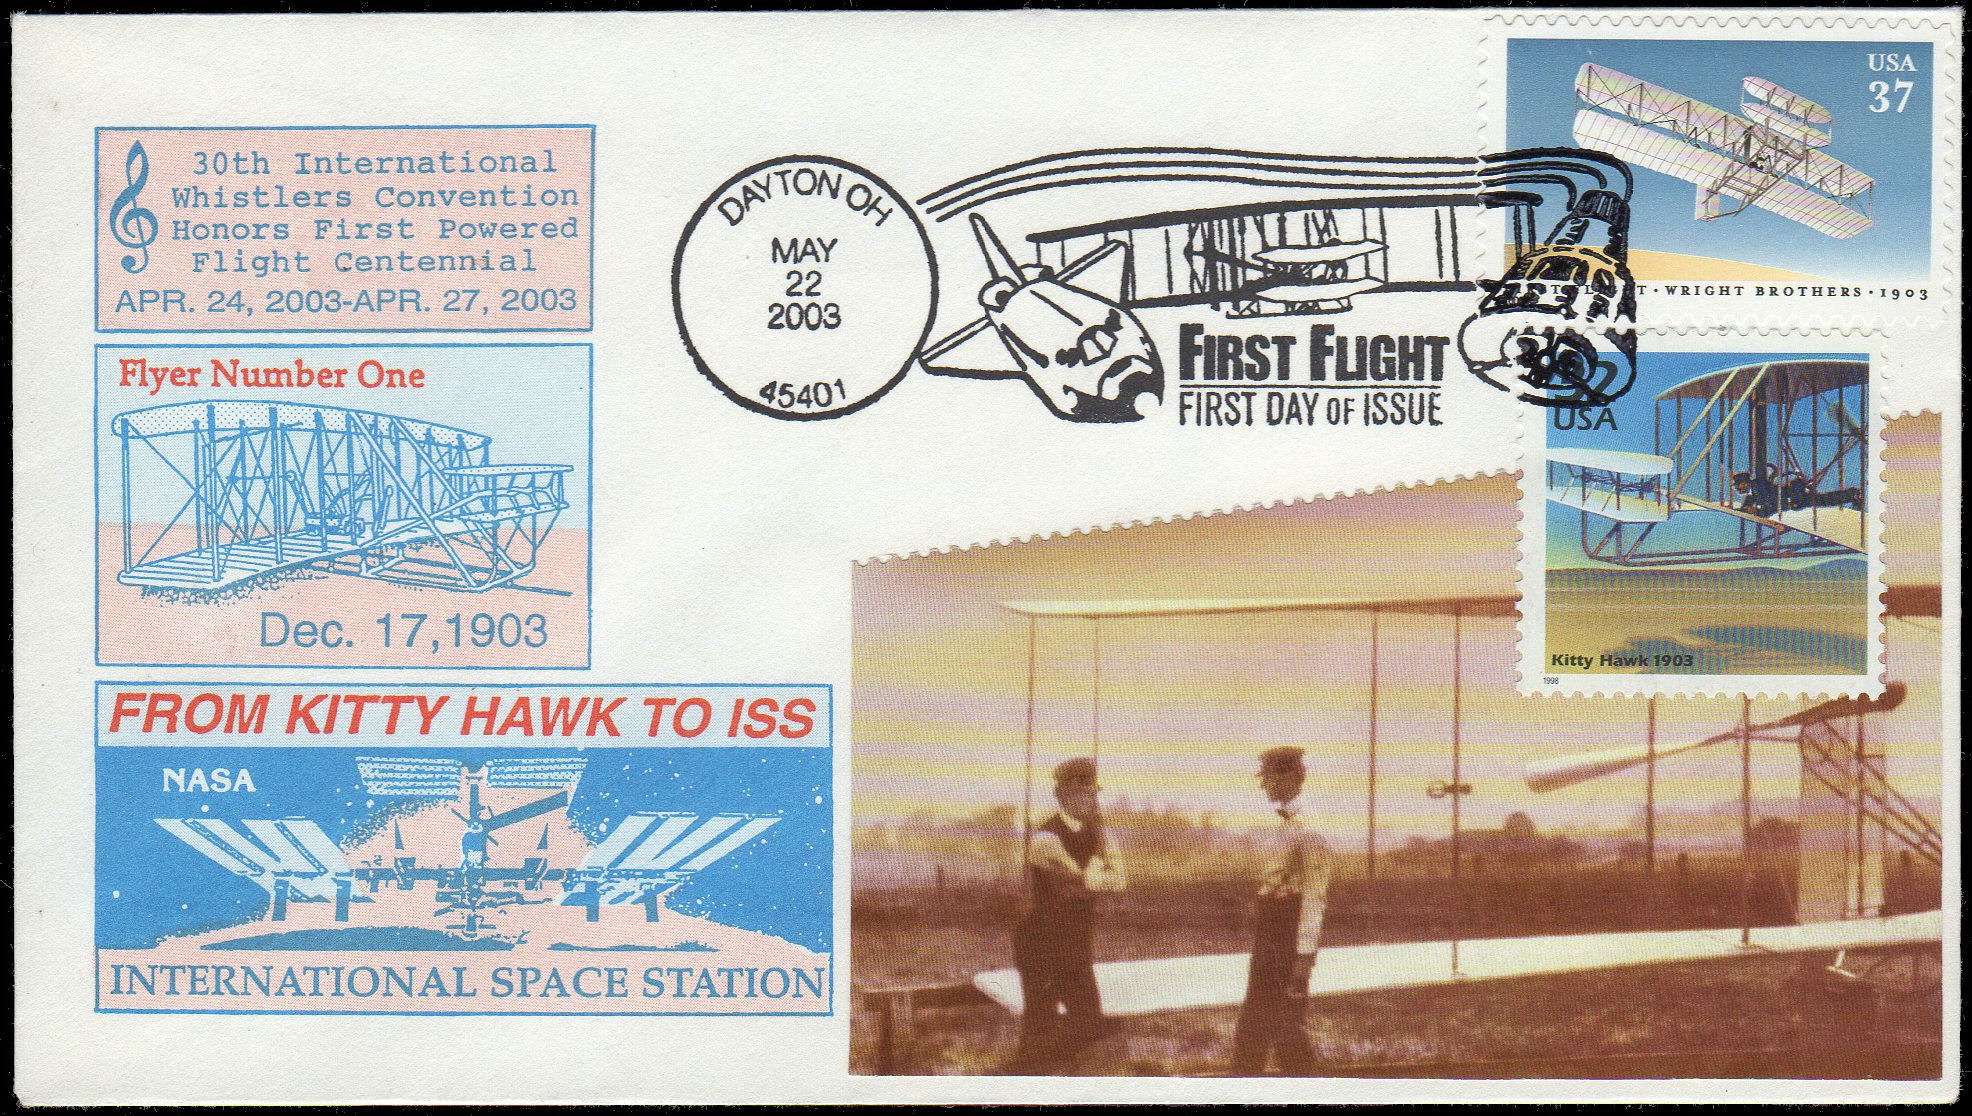 30th International
Whistlers Convention
Honors First Powered
Flight Centennial
APR. 24, 2003-APR. 27, 2003
Flyer Number One
Dec. 17, 1903
FROM KITTY HAWK TO ISS
NASA
INTERNATIONAL SPACE STATION
DAYTON OH
MAY
22
2003
45401
FIRST FLIGHT
FIRST DAY OF ISSUE
USA
37
FLIGHT · WRIGHT BROTHERS · 1903
USA
Kitty Hawk 1903
1998